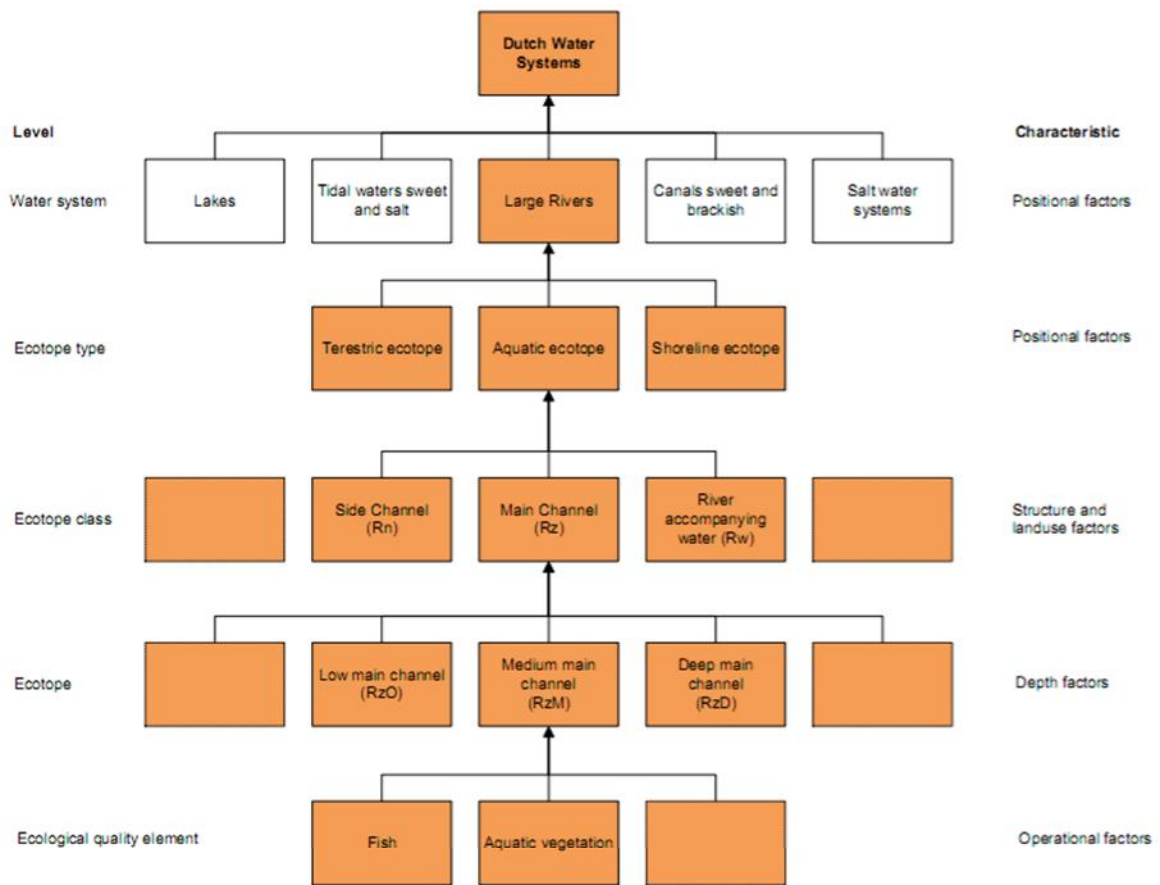 Dutch Water
Systems
Level
Characteristic
Water system
Lakes
Tidal waters sweet
and salt
Large Rivers
Canals sweet and
brackish
Salt water
systems
Positional factors
Ecotope type
Terestric ecotope
Aquatic ecotope
Shoreline ecotope
Positional factors
Ecotope class
Side Channel
(Rn)
Main Channel
(Rz)
River
accompanying
water (Rw)
Structure and
landuse factors
Ecotope
Low main channel
(RzO)
Medium main
channel
(RzM)
Deep main
channel
(RzD)
Depth factors
Ecological quality element
Fish
Aquatic vegetation
Operational factors